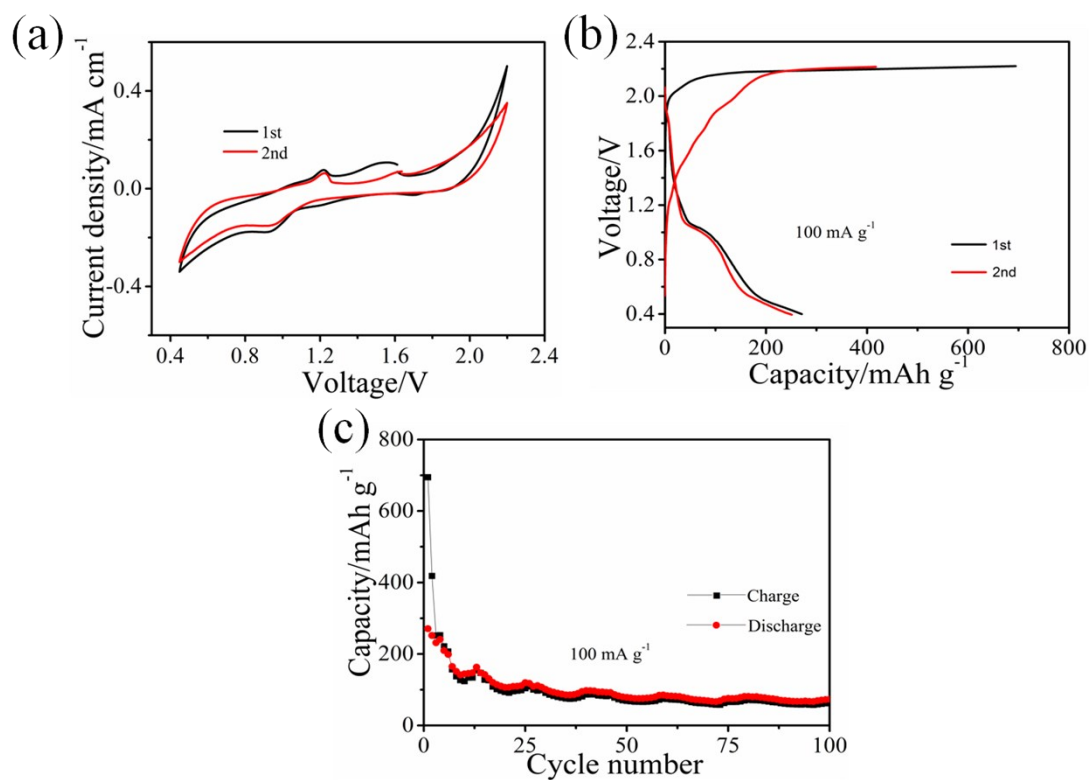 (a)
Current density/mA cm⁻¹
0.4
0.0
-0.4
1st
2nd
0.4 0.8 1.2 1.6 2.0 2.4
Voltage/V
(b)
Voltage/V
2.4
2.0
1.6
1.2
0.8
0.4
100 mA g⁻¹
1st
2nd
0 200 400 600 800
Capacity/mAh g⁻¹
(c)
Capacity/mAh g⁻¹
800
600
400
200
0
Charge
Discharge
100 mA g⁻¹
0 25 50 75 100
Cycle number